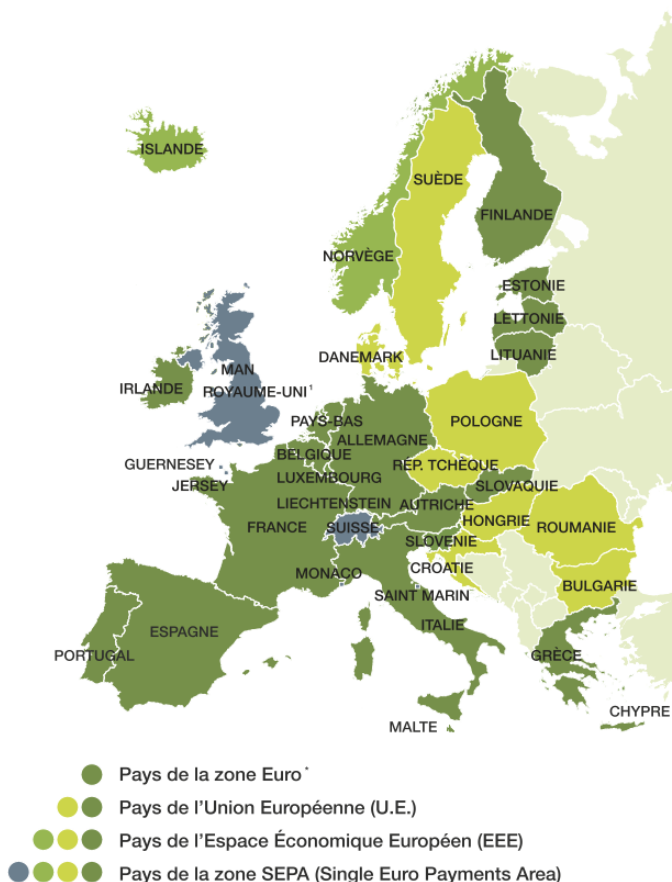 ISLANDE
SUÈDE
FINLANDE
NORVÈGE
ESTONIE
LETTONIE
LITUANIE
DANEMARK
MAN
IRLANDE
ROYAUME-UNI¹
PAYS-BAS
POLOGNE
ALLEMAGNE
BELGIQUE
GUERNESEY
RÉP. TCHÈQUE
LUXEMBOURG
JERSEY
SLOVAQUIE
LIECHTENSTEIN
AUTRICHE
HONGRIE
FRANCE
SUISSE
ROUMANIE
SLOVENIE
CROATIE
MONACO
BULGARIE
SAINT MARIN
ESPAGNE
ITALIE
PORTUGAL
GRÈCE
CHYPRE
MALTE
Pays de la zone Euro*
Pays de l'Union Européenne (U.E.)
Pays de l'Espace Économique Européen (EEE)
Pays de la zone SEPA (Single Euro Payments Area)